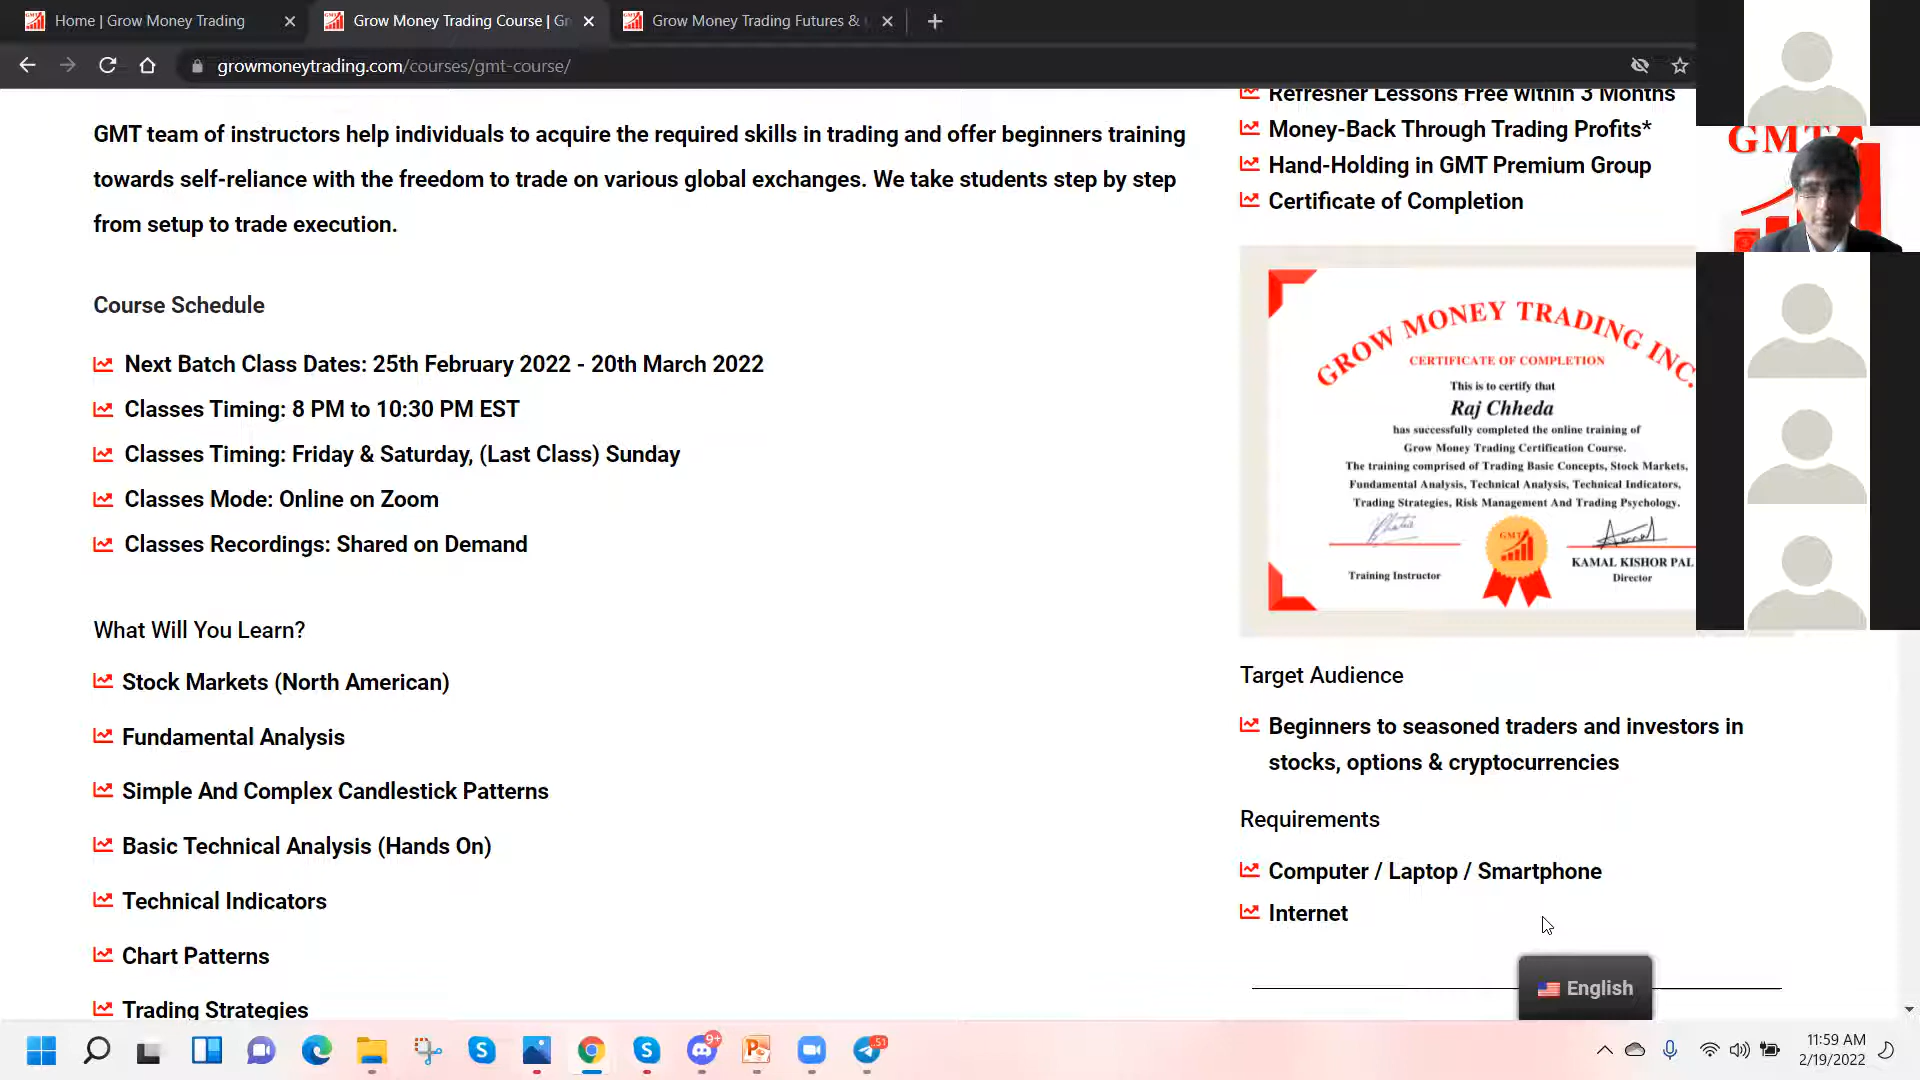 Home | Grow Money Trading
Grow Money Trading Course | Gr
Grow Money Trading Futures &
growmoneytrading.com/courses/gmt-course/
GMT team of instructors help individuals to acquire the required skills in trading and offer beginners training
towards self-reliance with the freedom to trade on various global exchanges. We take students step by step
from setup to trade execution.
Course Schedule
Next Batch Class Dates: 25th February 2022 - 20th March 2022
Classes Timing: 8 PM to 10:30 PM EST
Classes Timing: Friday & Saturday, (Last Class) Sunday
Classes Mode: Online on Zoom
Classes Recordings: Shared on Demand
What Will You Learn?
Stock Markets (North American)
Fundamental Analysis
Simple And Complex Candlestick Patterns
Basic Technical Analysis (Hands On)
Technical Indicators
Chart Patterns
Trading Strategies
Refresher Lessons Free within 3 Months
Money-Back Through Trading Profits*
Hand-Holding in GMT Premium Group
Certificate of Completion
GROW MONEY TRADING INC.
CERTIFICATE OF COMPLETION
This is to certify that
Raj Chheda
has successfully completed the online training of
Grow Money Trading Certification Course.
The training comprised of Trading Basic Concepts, Stock Markets,
Fundamental Analysis, Technical Analysis, Technical Indicators,
Trading Strategies, Risk Management And Trading Psychology.
GMT
Training Instructor
KAMAL KISHOR PAL
Director
Target Audience
Beginners to seasoned traders and investors in
stocks, options & cryptocurrencies
Requirements
Computer / Laptop / Smartphone
Internet
English
GMT
9+
51
11:59 AM
2/19/2022